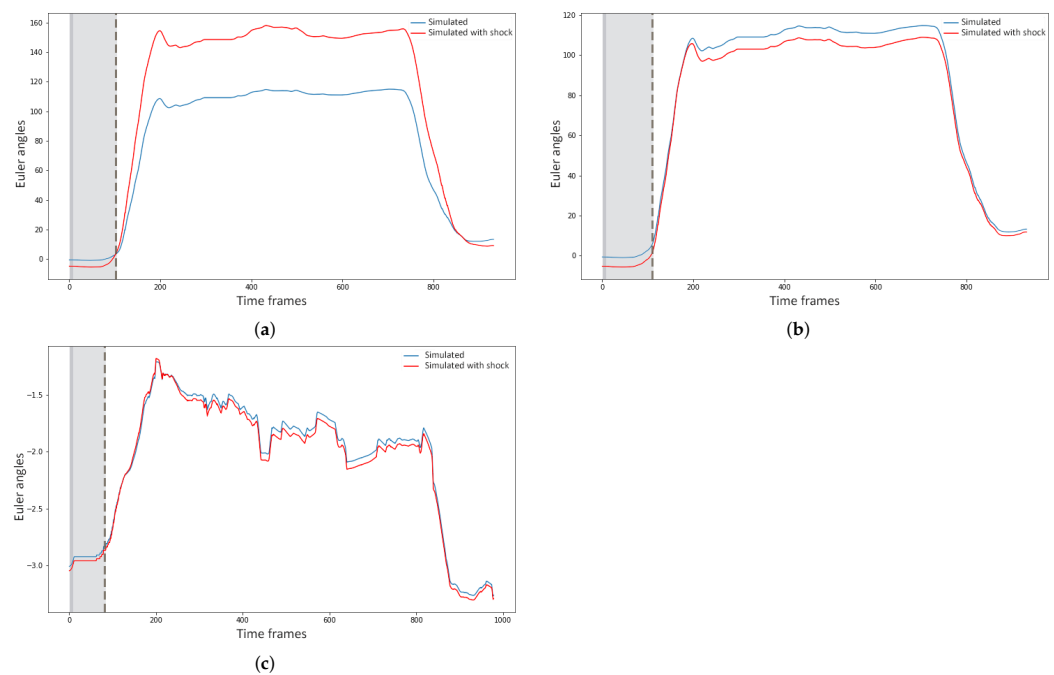 160
140
120
100
80
60
40
20
0
Euler angles
Simulated
Simulated with shock
0
200
400
600
800
Time frames
(a)
120
100
80
60
40
20
0
Euler angles
Simulated
Simulated with shock
0
200
400
600
800
Time frames
(b)
−1.5
−2.0
−2.5
−3.0
Euler angles
Simulated
Simulated with shock
0
200
400
600
800
1000
Time frames
(c)